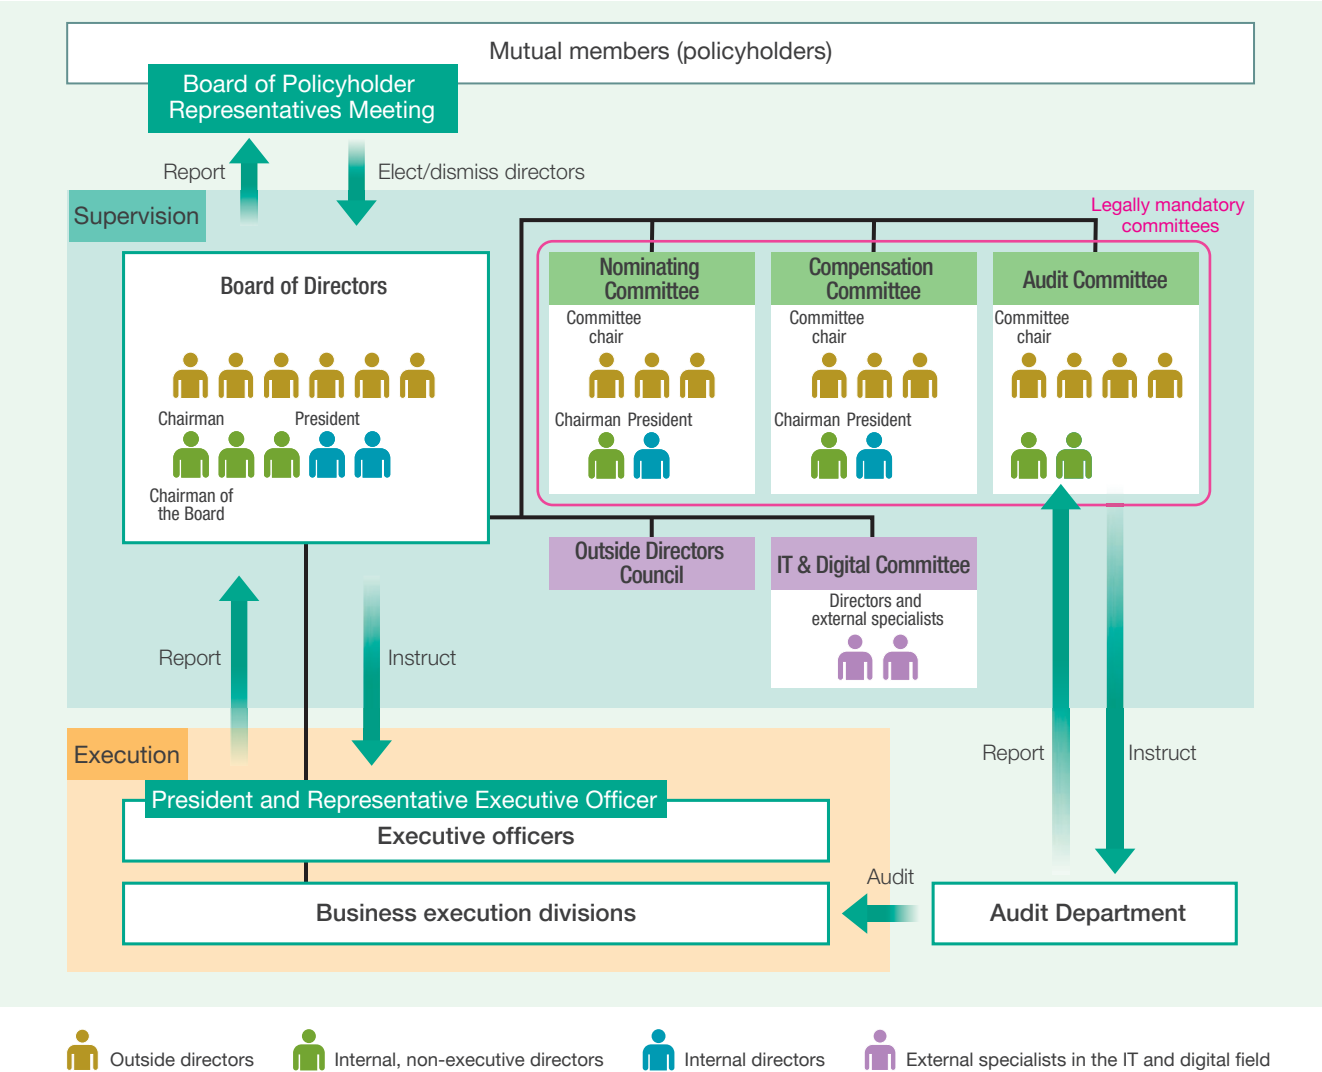 Mutual members (policyholders)
Board of Policyholder
Representatives Meeting
Report
Elect/dismiss directors
Supervision
Legally mandatory
committees
Board of Directors
Chairman
President
Chairman of
the Board
Nominating
Committee
Committee
chair
Chairman
President
Compensation
Committee
Committee
chair
Chairman
President
Audit Committee
Committee
chair
Outside Directors
Council
IT & Digital Committee
Directors and
external specialists
Report
Instruct
Report
Instruct
Execution
President and Representative Executive Officer
Executive officers
Business execution divisions
Audit
Audit Department
Outside directors
Internal, non-executive directors
Internal directors
External specialists in the IT and digital field